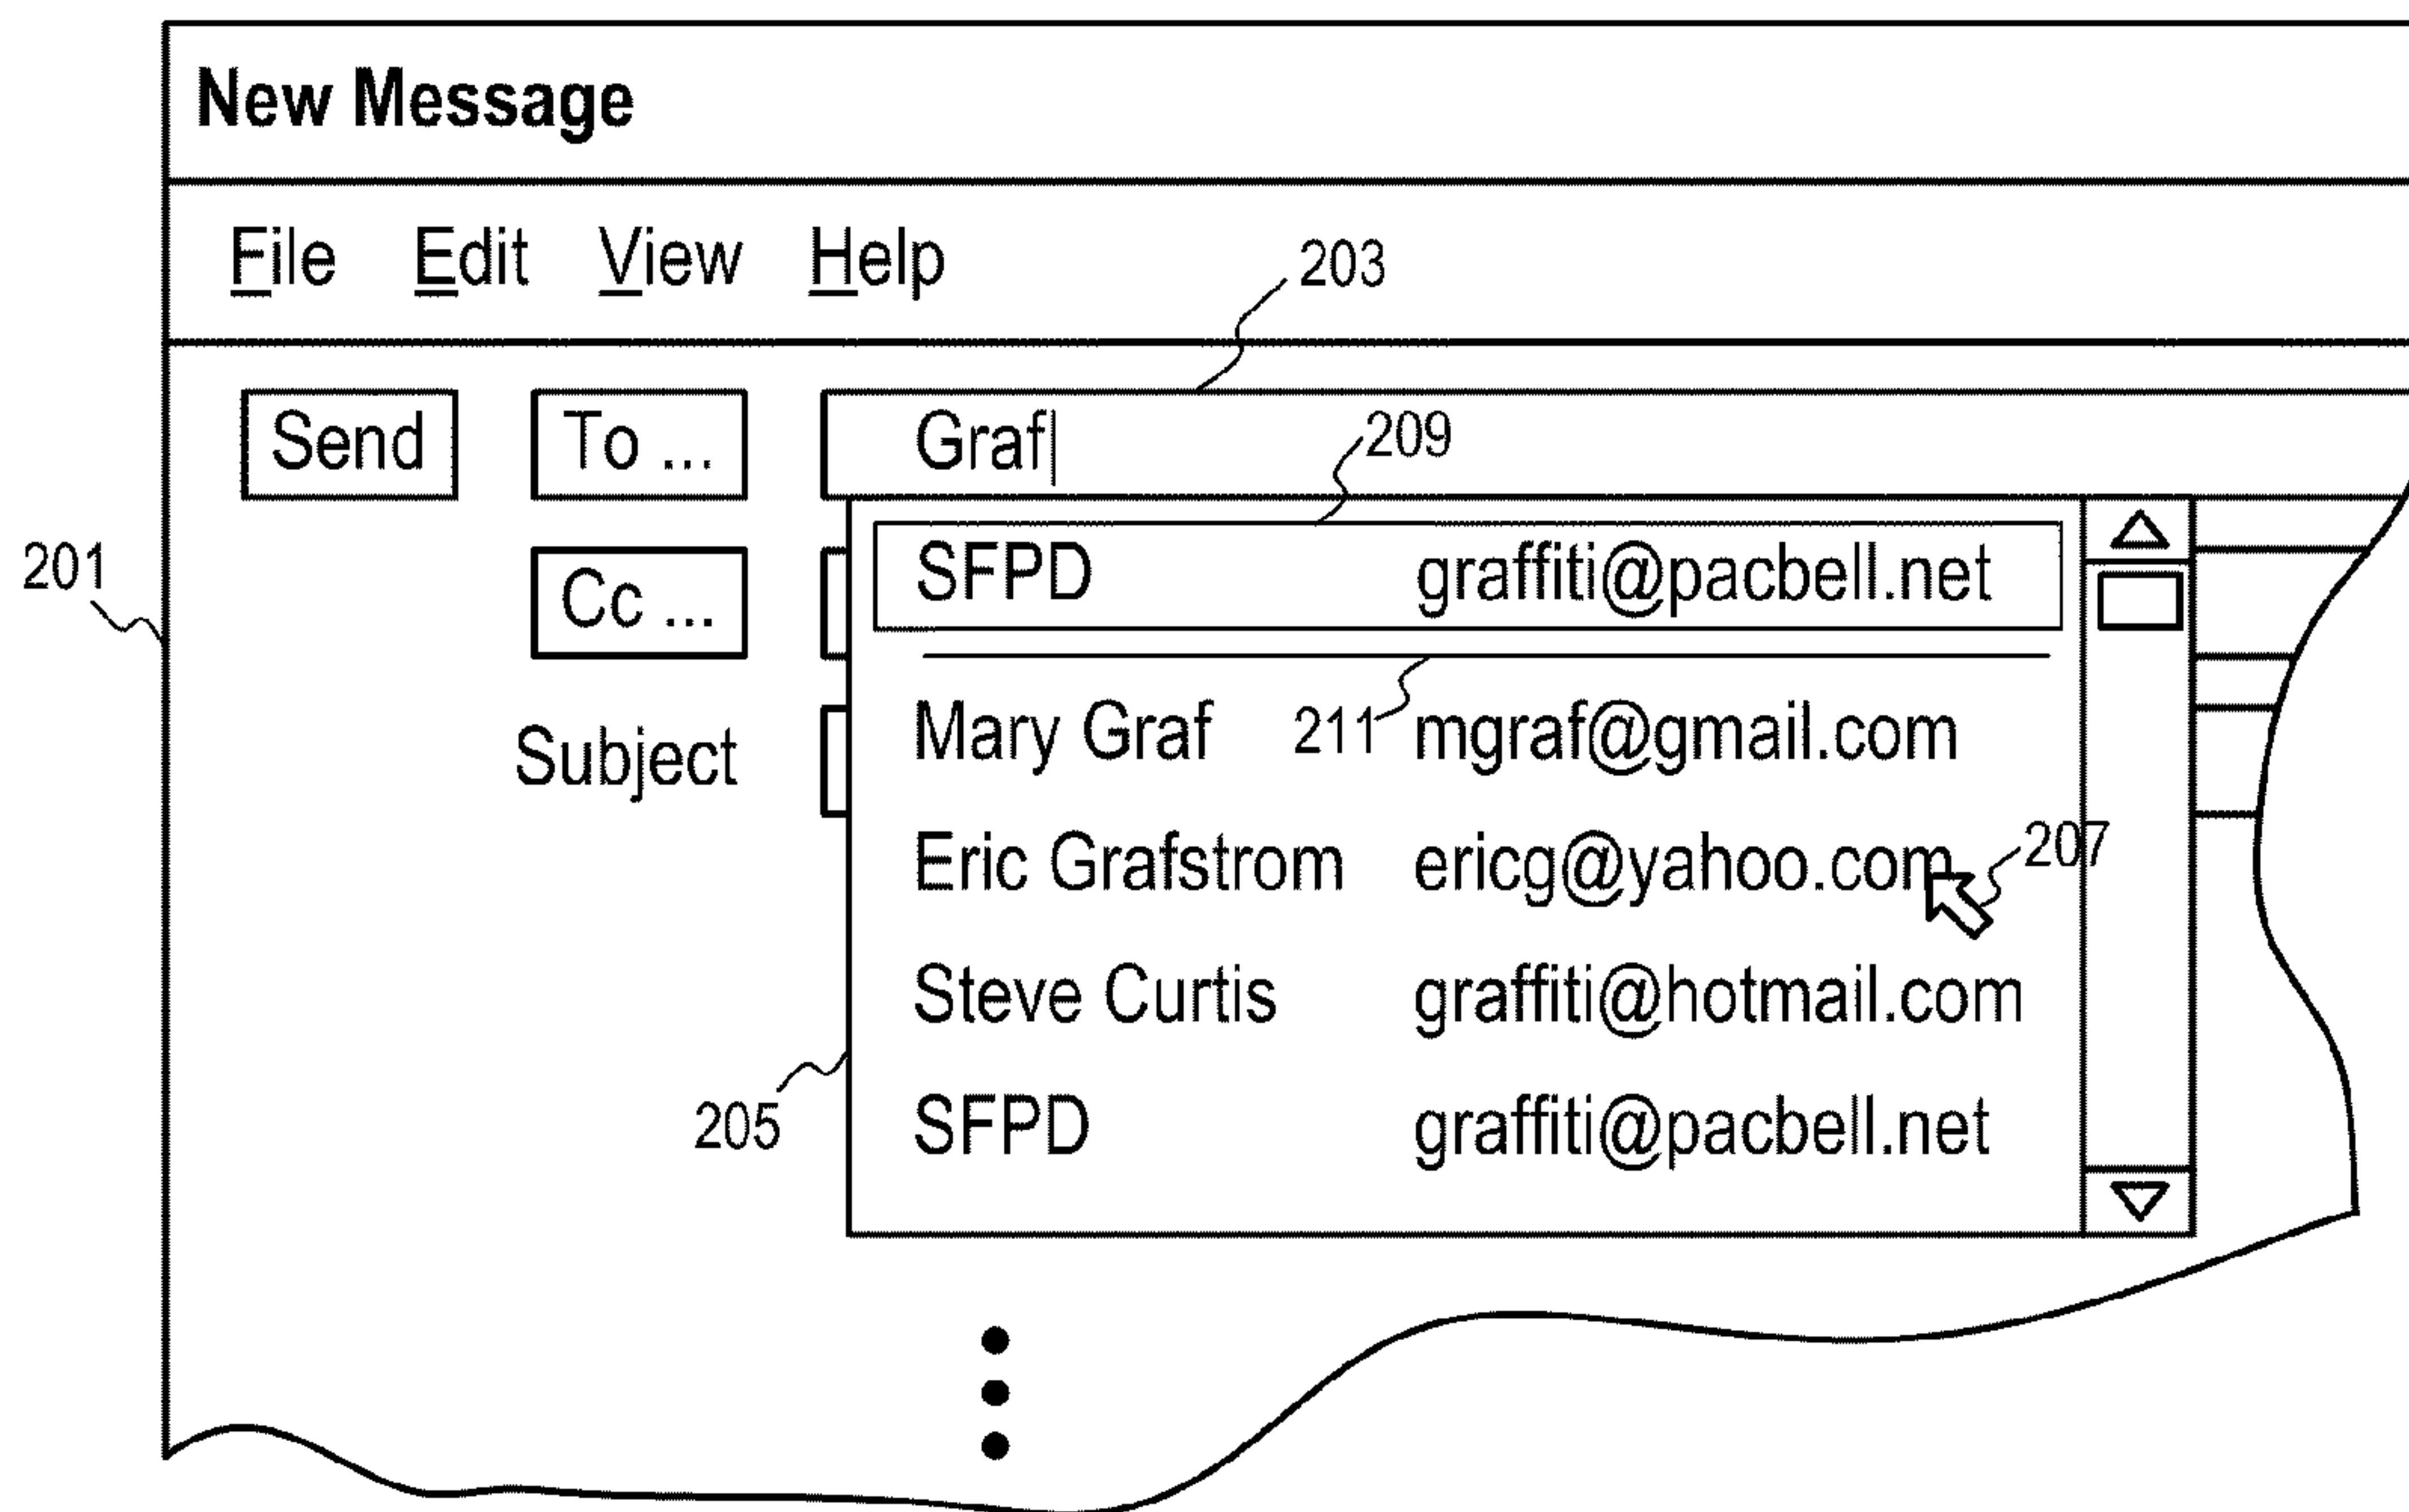 New Message
File Edit View Help
203
Send To ... Graf
209
201
Cc ...
SFPD graffiti@pacbell.net
Subject
Mary Graf 211 mgraf@gmail.com
Eric Grafstrom ericg@yahoo.com 207
Steve Curtis graffiti@hotmail.com
205
SFPD graffiti@pacbell.net